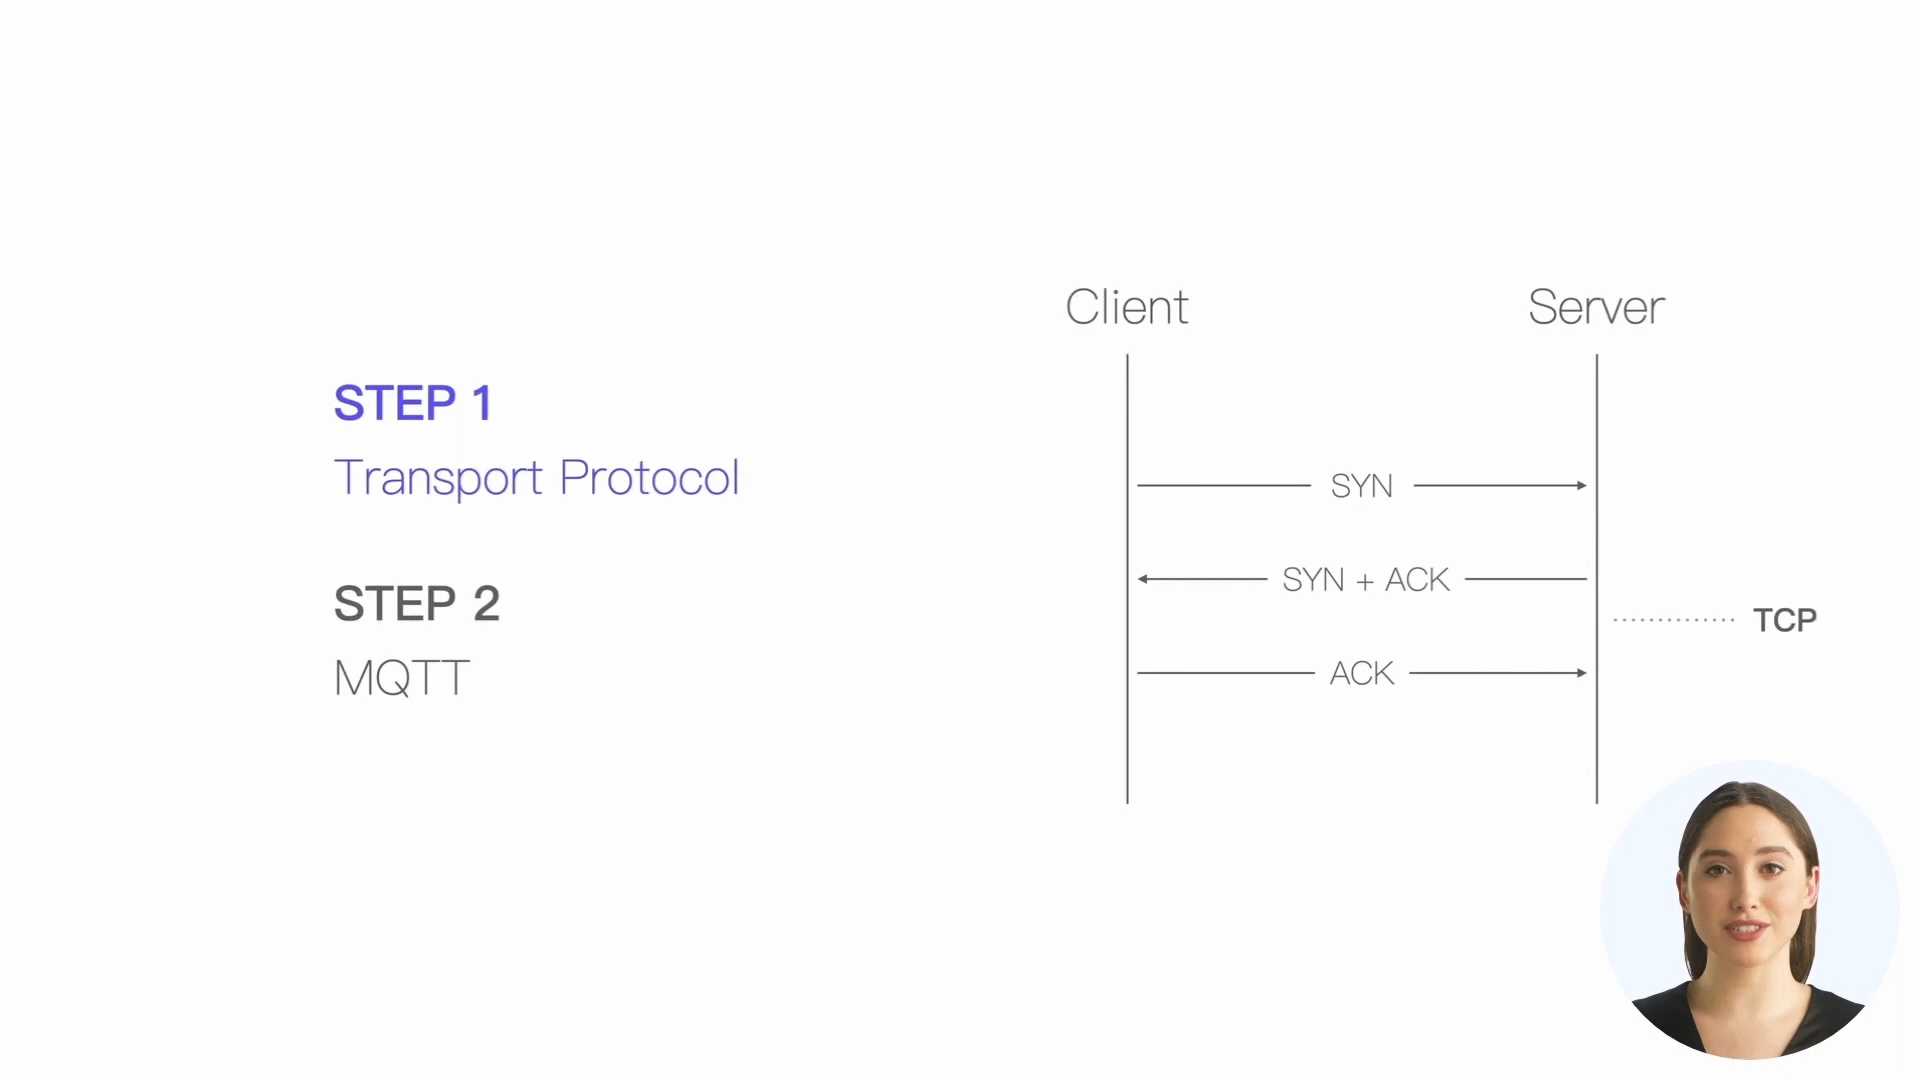 STEP 1
Transport Protocol
STEP 2
MQTT
Client
Server
SYN
SYN + ACK
TCP
ACK